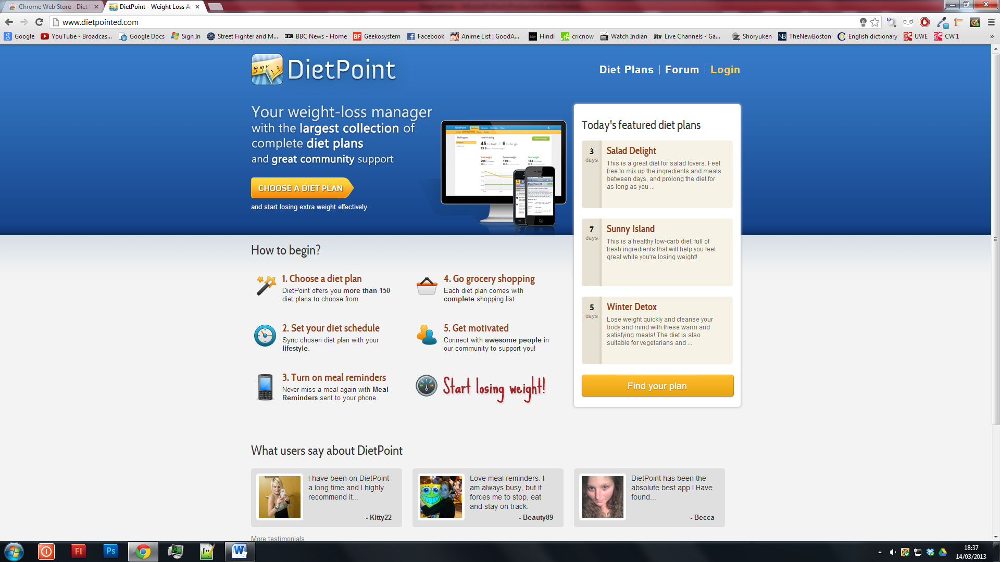 Chrome Web Store - Diet
DietPoint - Weight Loss A
www.dietpointed.com
Google
YouTube - Broadcas...
Google Docs
Sign In
Street Fighter and M...
BBC News - Home
Geekosystem
Facebook
Anime List | GoodA...
Hindi
cricnow
Watch Indian
Live Channels - Ga...
Shoryuken
TheNewBoston
English dictionary
UWE
CW 1
»
DietPoint
Diet Plans | Forum | Login
Your weight-loss manager
with the largest collection of
complete diet plans
and great community support
CHOOSE A DIET PLAN
and start losing extra weight effectively
Today's featured diet plans
3
days
Salad Delight
This is a great diet for salad lovers. Feel
free to mix up the ingredients and meals
between days, and prolong the diet for
as long as you ...
7
days
Sunny Island
This is a healthy low-carb diet, full of
fresh ingredients that will help you feel
great while you're losing weight!
5
days
Winter Detox
Lose weight quickly and cleanse your
body and mind with these warm and
satisfying meals! The diet is also
suitable for vegetarians and ...
Find your plan
How to begin?
1. Choose a diet plan
DietPoint offers you more than 150
diet plans to choose from.
2. Set your diet schedule
Sync chosen diet plan with your
lifestyle.
3. Turn on meal reminders
Never miss a meal again with Meal
Reminders sent to your phone.
4. Go grocery shopping
Each diet plan comes with
complete shopping list.
5. Get motivated
Connect with awesome people in
our community to support you!
Start losing weight!
What users say about DietPoint
I have been on DietPoint
a long time and I highly
recommend it...
- Kitty22
Love meal reminders. I
am always busy, but it
forces me to stop, eat
and stay on track.
- Beauty89
DietPoint has been the
absolute best app I Have
found...
- Becca
More testimonials
18:37
14/03/2013